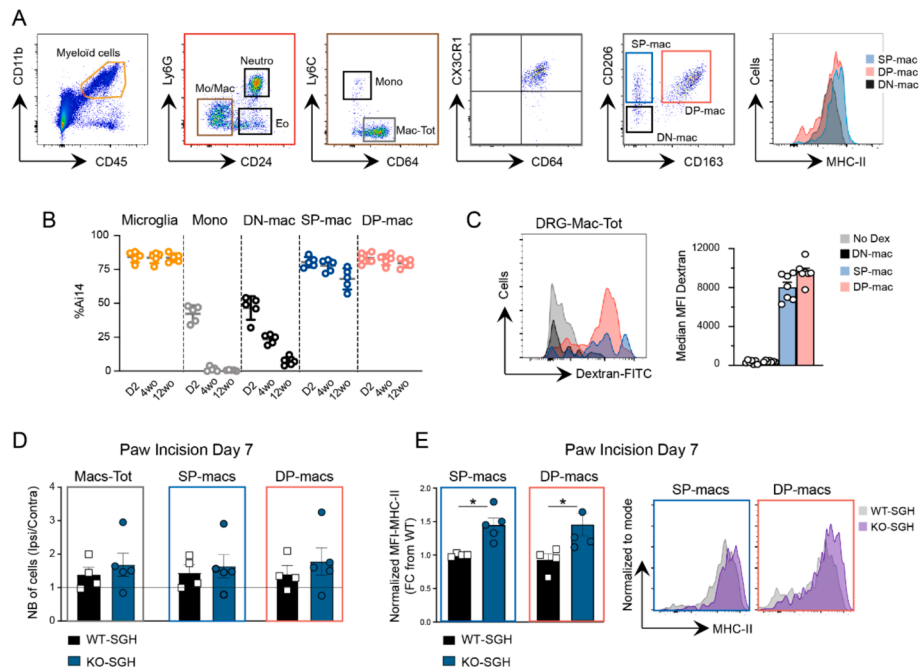 A
CD11b
Myeloïd cells
CD45
Ly6G
Neutro
Mo/Mac
Eo
CD24
Ly6C
Mono
Mac-Tot
CD64
CX3CR1
CD64
CD206
SP-mac
DP-mac
DN-mac
CD163
Cells
SP-mac
DP-mac
DN-mac
MHC-II
B
Microglia Mono DN-mac SP-mac DP-mac
%Ai14
100
75
50
25
0
D2 4wo 12wo D2 4wo 12wo D2 4wo 12wo D2 4wo 12wo D2 4wo 12wo
C
DRG-Mac-Tot
Cells
Dextran-FITC
Median MFI Dextran
12000
8000
4000
0
No Dex
DN-mac
SP-mac
DP-mac
D
Paw Incision Day 7
Macs-Tot SP-macs DP-macs
NB of cells (Ipsi/Contra)
4
3
2
1
0
WT-SGH
KO-SGH
E
Paw Incision Day 7
SP-macs DP-macs
Normalized MFI-MHC-II
(FC from WT)
2.0
1.5
1.0
0.5
0.0
* *
WT-SGH
KO-SGH
SP-macs DP-macs
WT-SGH
KO-SGH
Normalized to mode
MHC-II